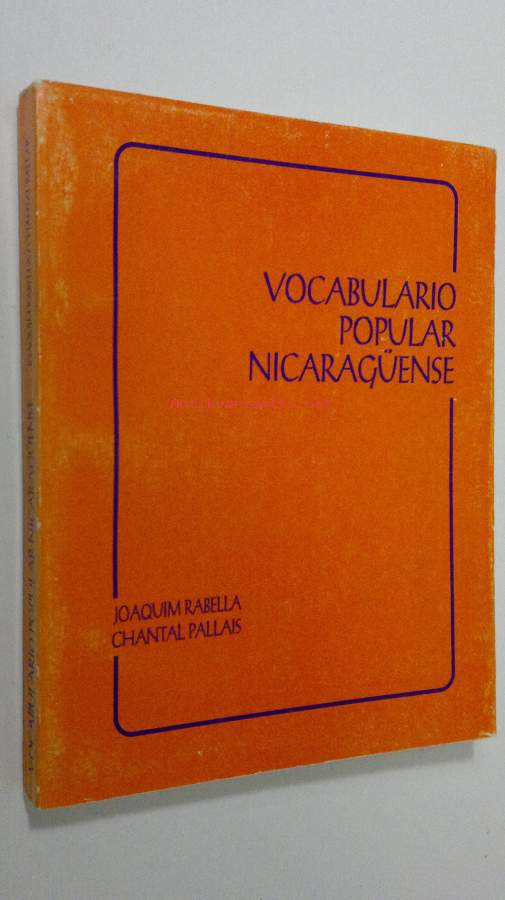 VOCABULARIO
POPULAR
NICARAGÜENSE
JOAQUIM RABELLA
CHANTAL PALLAIS